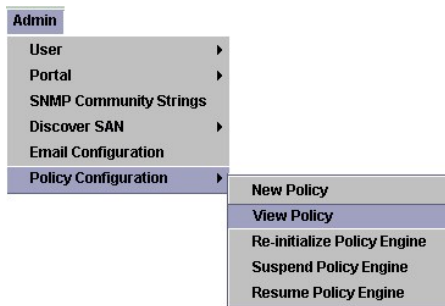 Admin
User
Portal
SNMP Community Strings
Discover SAN
Email Configuration
Policy Configuration
New Policy
View Policy
Re-initialize Policy Engine
Suspend Policy Engine
Resume Policy Engine